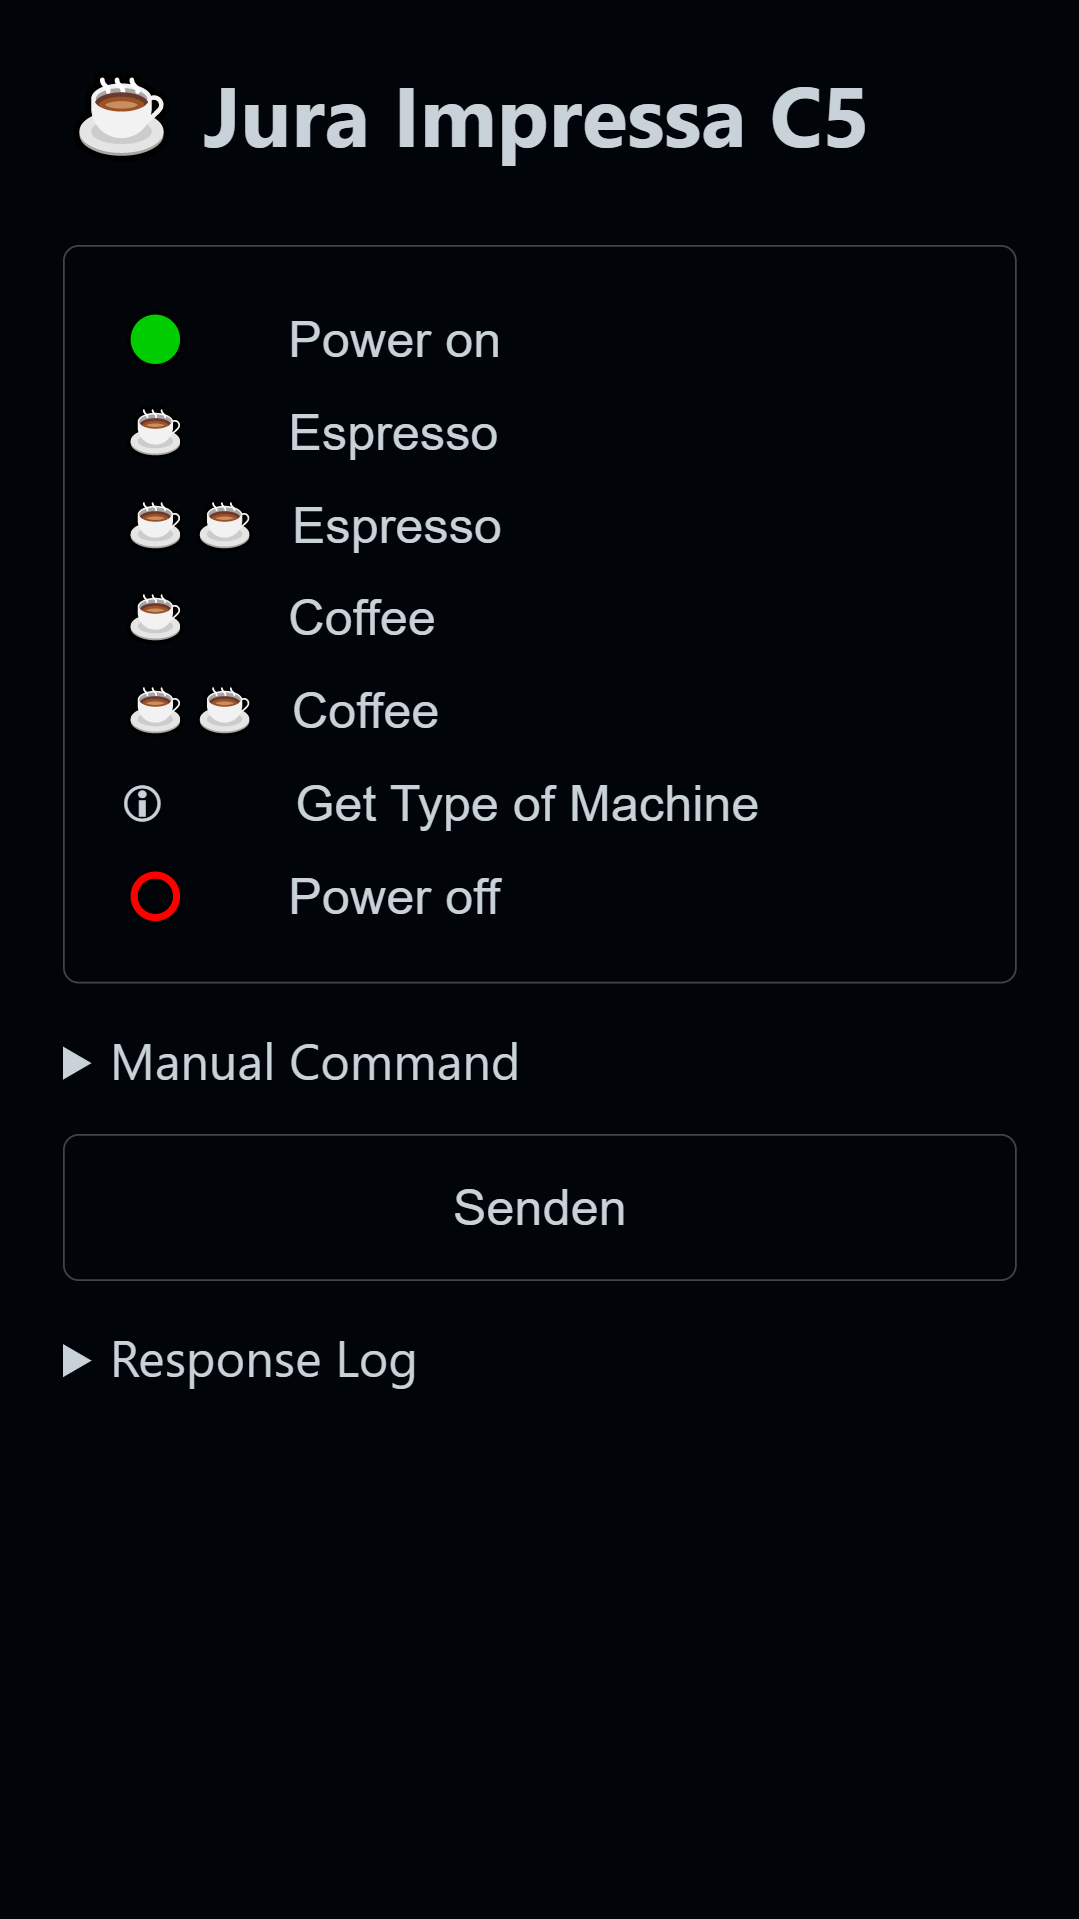 Jura Impressa C5
Power on
Espresso
Espresso
Coffee
Coffee
Get Type of Machine
Power off
Manual Command
Senden
Response Log